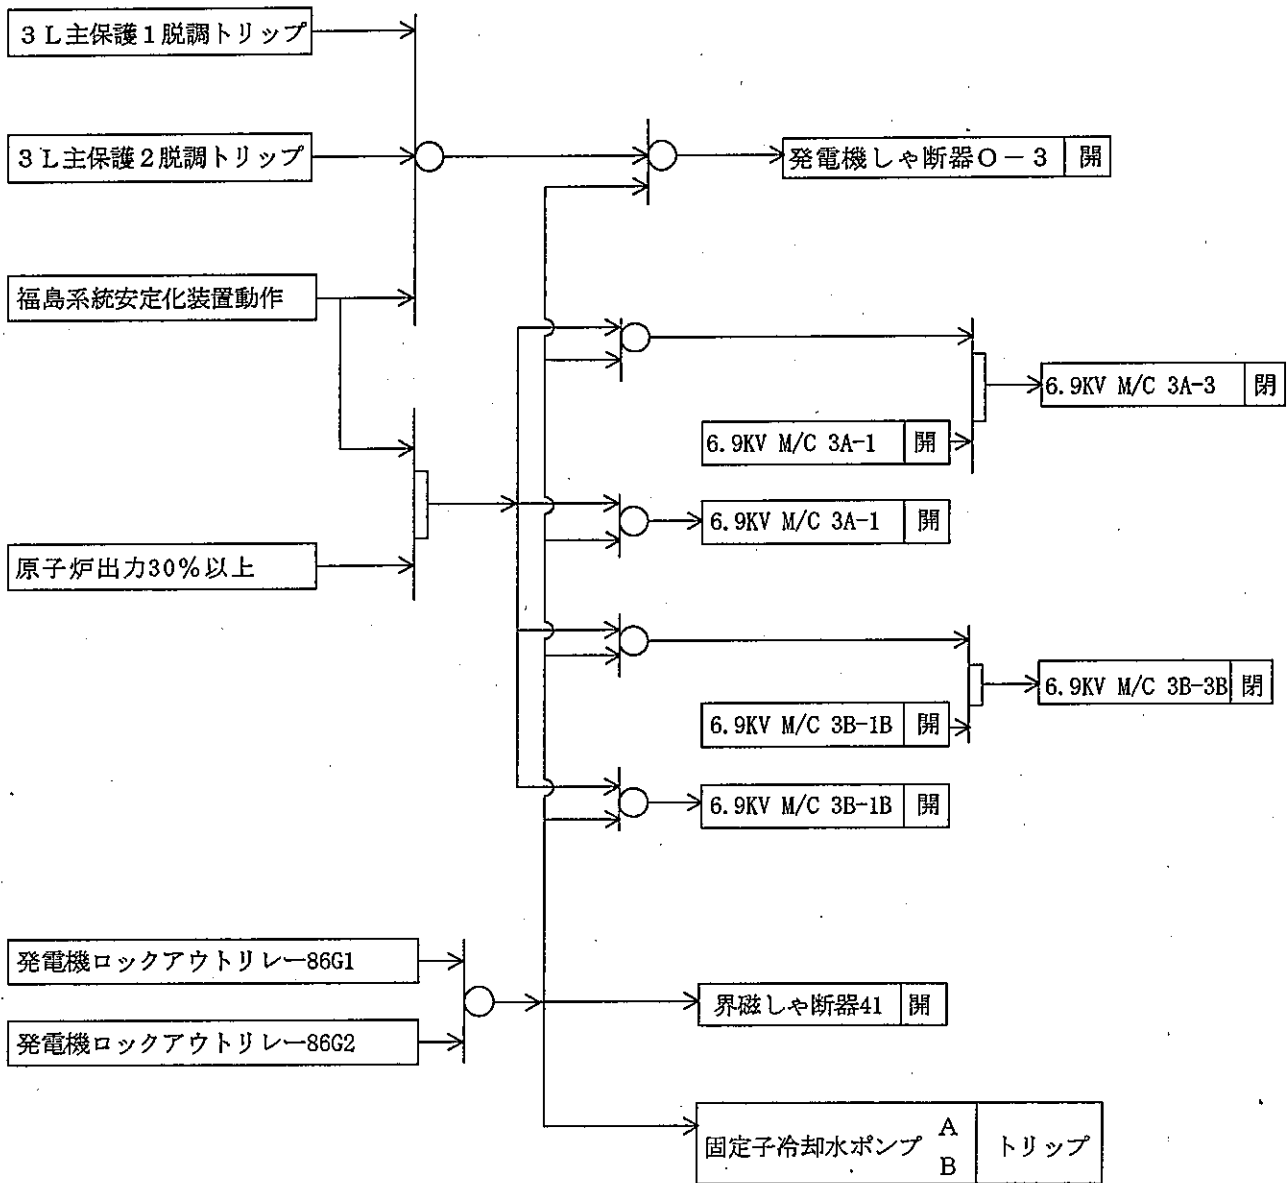 ３Ｌ主保護１脱調トリップ
３Ｌ主保護２脱調トリップ
発電機しゃ断器Ｏ－３ 開
福島系統安定化装置動作
6.9KV M/C 3A-3 閉
6.9KV M/C 3A-1 開
6.9KV M/C 3A-1 開
原子炉出力30％以上
6.9KV M/C 3B-3B 閉
6.9KV M/C 3B-1B 開
6.9KV M/C 3B-1B 開
発電機ロックアウトリレー86G1
界磁しゃ断器41 開
発電機ロックアウトリレー86G2
固定子冷却水ポンプ A B トリップ